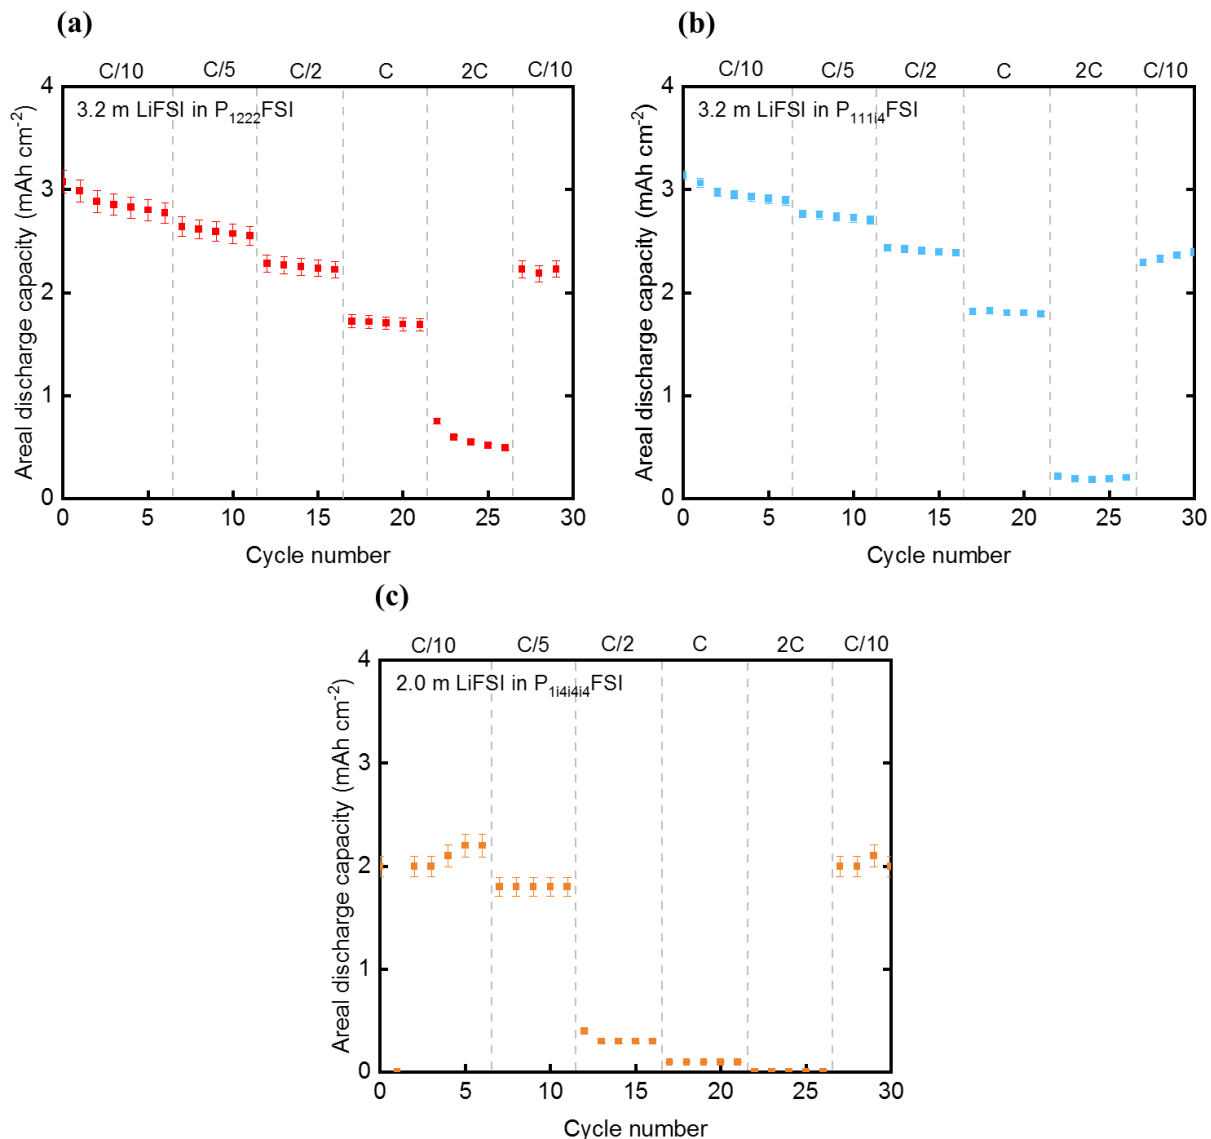 (a)
C/10 C/5 C/2 C 2C C/10
3.2 m LiFSI in P1222FSI
Areal discharge capacity (mAh cm-2)
4
3
2
1
0
0 5 10 15 20 25 30
Cycle number
(b)
C/10 C/5 C/2 C 2C C/10
3.2 m LiFSI in P111i4FSI
Areal discharge capacity (mAh cm-2)
4
3
2
1
0
0 5 10 15 20 25 30
Cycle number
(c)
C/10 C/5 C/2 C 2C C/10
2.0 m LiFSI in P1i4i4i4FSI
Areal discharge capacity (mAh cm-2)
4
3
2
1
0
0 5 10 15 20 25 30
Cycle number